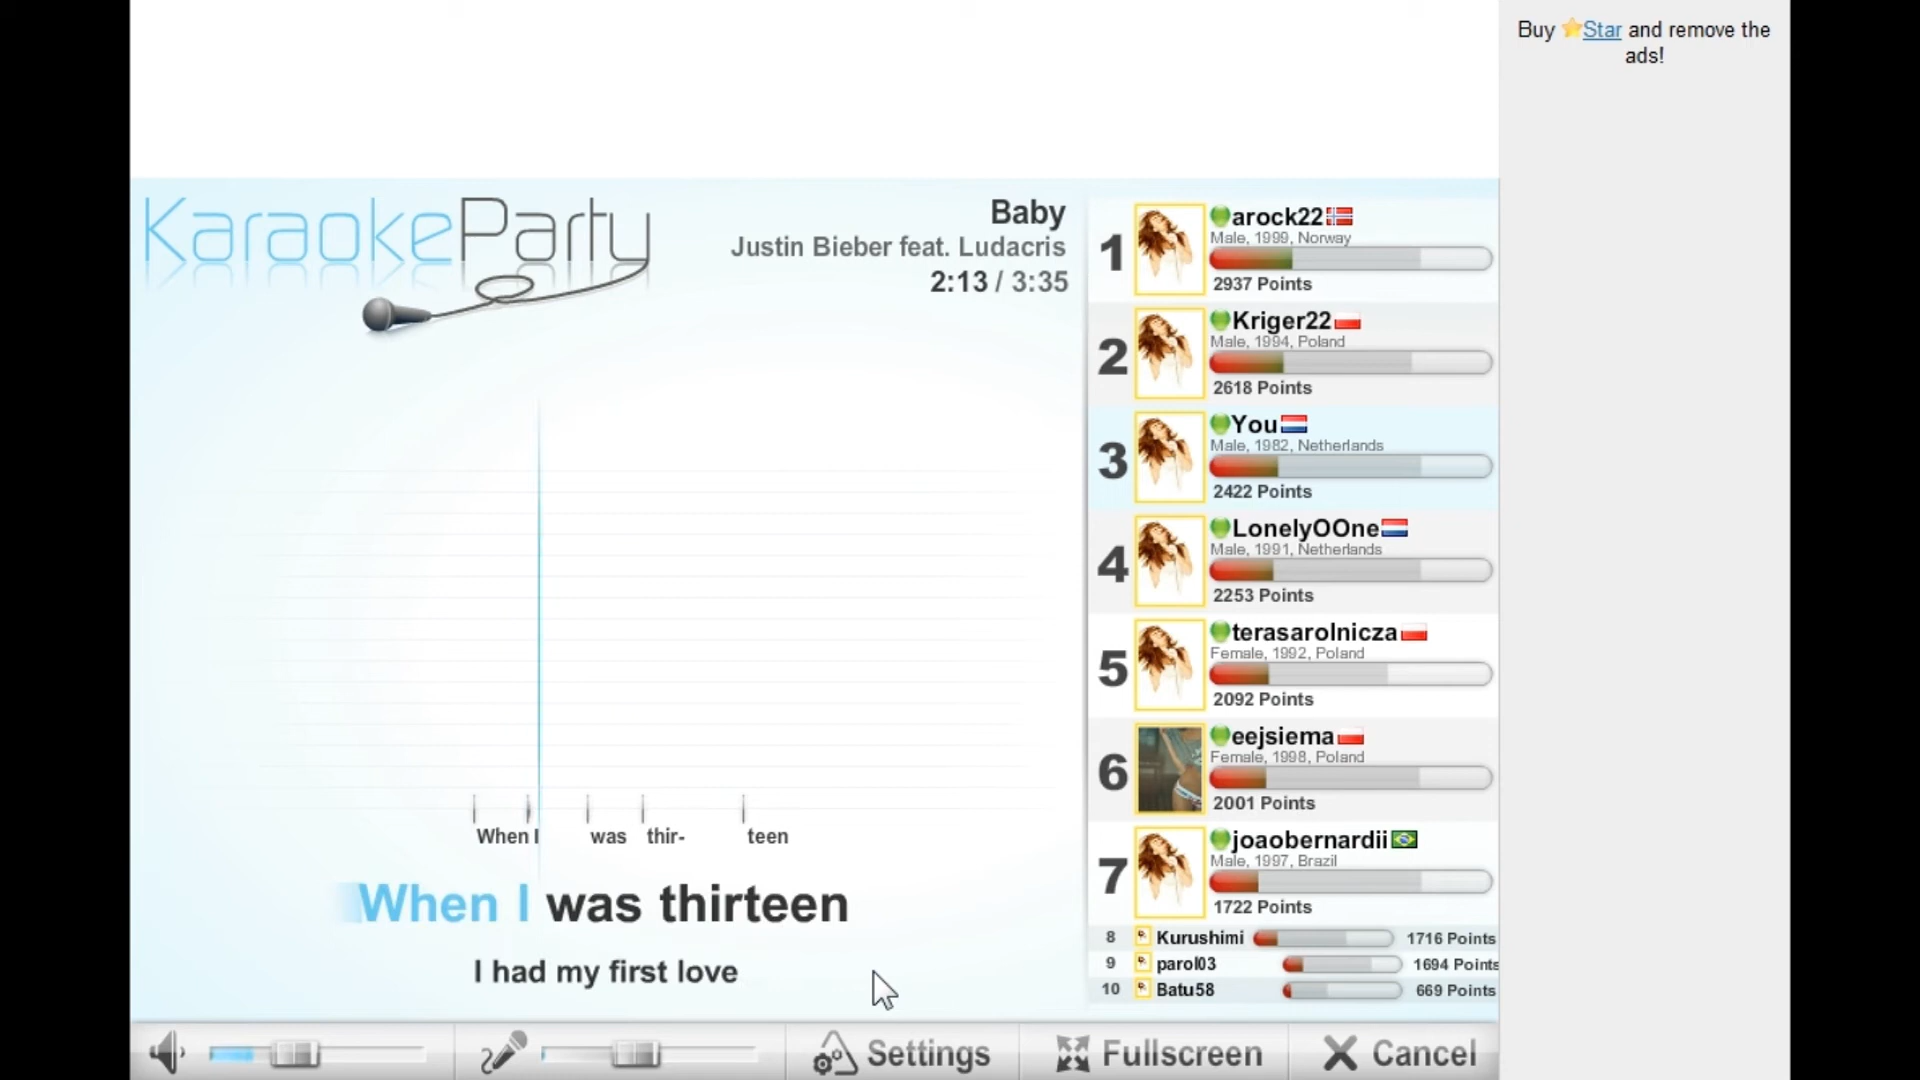 Buy Star and remove the
ads!
KaraokeParty
Baby
Justin Bieber feat. Ludacris
2:13 / 3:35
1
arock22
Male, 1999, Norway
2937 Points
2
Kriger22
Male, 1994, Poland
2618 Points
3
You
Male, 1982, Netherlands
2422 Points
4
LonelyOOne
Male, 1991, Netherlands
2253 Points
5
terasarolnicza
Female, 1992, Poland
2092 Points
6
eejsiema
Female, 1998, Poland
2001 Points
7
joaobernardii
Male, 1997, Brazil
1722 Points
8 Kurushimi 1716 Points
9 parol03 1694 Points
10 Batu58 669 Points
When I was thir- teen
When I was thirteen
I had my first love
Settings Fullscreen Cancel